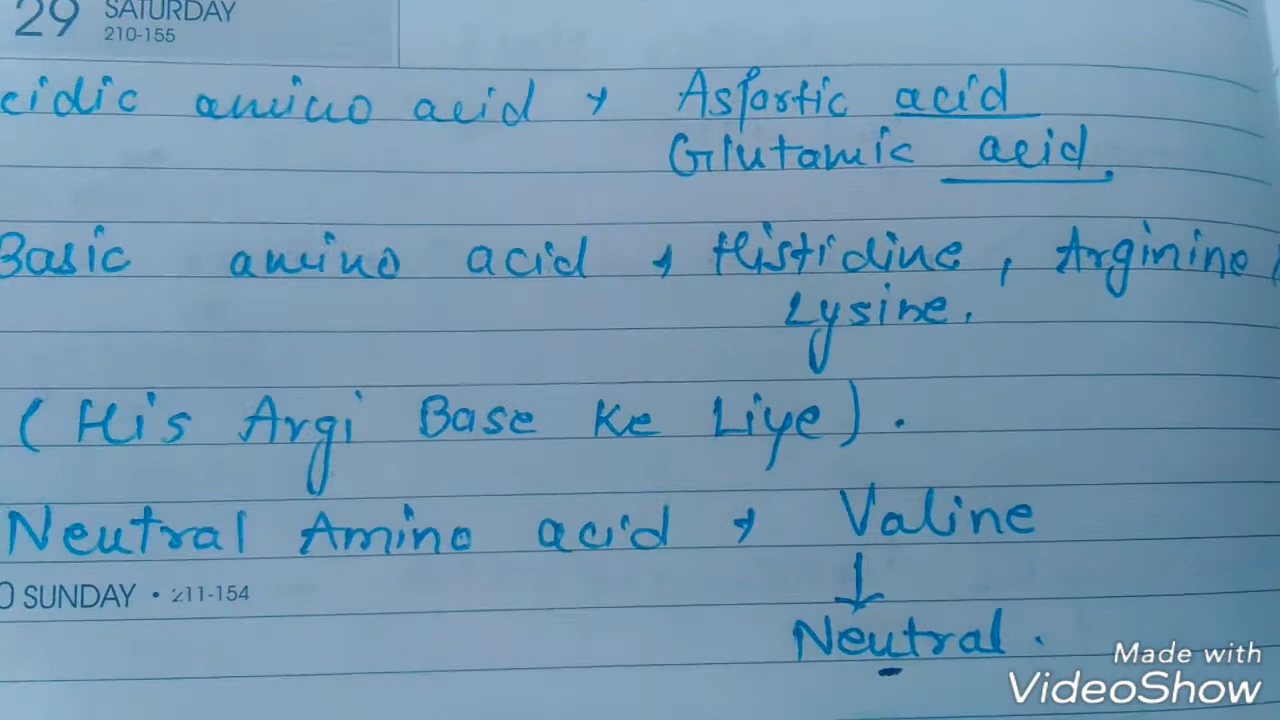 29 SATURDAY
210-155
cidic amino acid → Aspartic acid
Glutamic acid.
Basic amino acid → Histidine, Arginine,
Lysine.
(His Argi Base Ke Liye).
Neutral Amino acid → Valine
↓
0 SUNDAY • 211-154
Neutral.
Made with
VideoShow